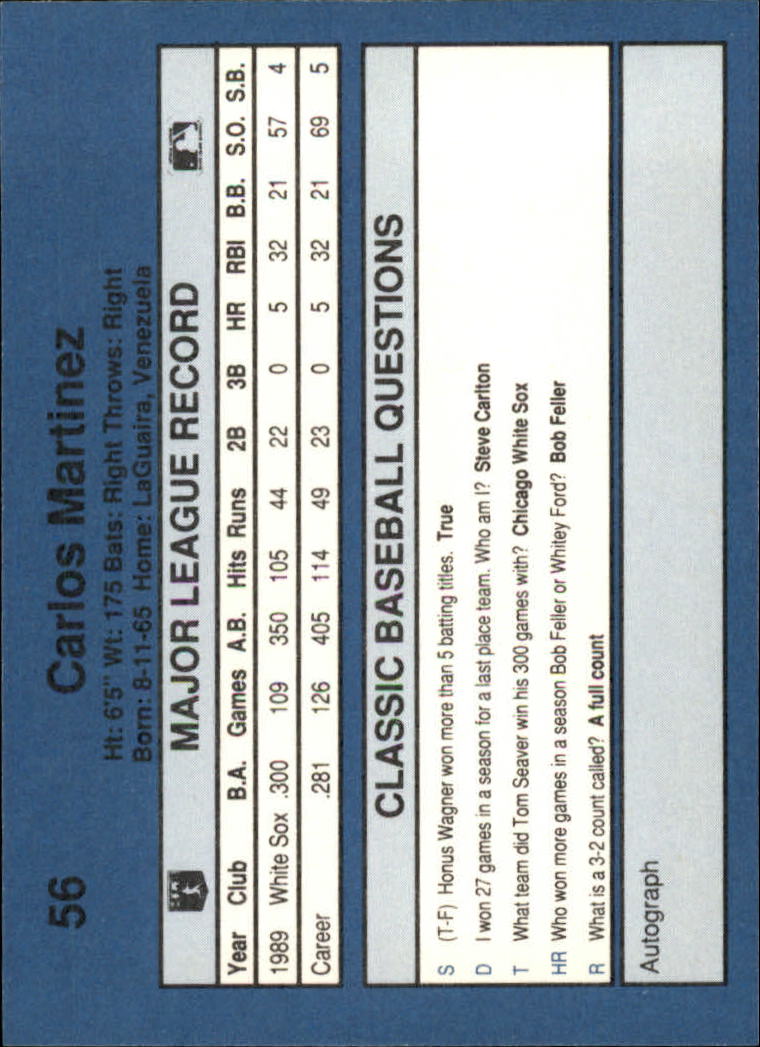 56 Carlos Martinez
Ht: 6'5" Wt: 175 Bats: Right Throws: Right
Born: 8-11-65 Home: LaGuaira, Venezuela
MAJOR LEAGUE RECORD
Year Club B.A. Games A.B. Hits Runs 2B 3B HR RBI B.B. S.O. S.B.
1989 White Sox .300 109 350 105 44 22 0 5 32 21 57 4
Career .281 126 405 114 49 23 0 5 32 21 69 5
CLASSIC BASEBALL QUESTIONS
S (T-F) Honus Wagner won more than 5 batting titles. True
D I won 27 games in a season for a last place team. Who am I? Steve Carlton
T What team did Tom Seaver win his 300 games with? Chicago White Sox
HR Who won more games in a season Bob Feller or Whitey Ford? Bob Feller
R What is a 3-2 count called? A full count
Autograph